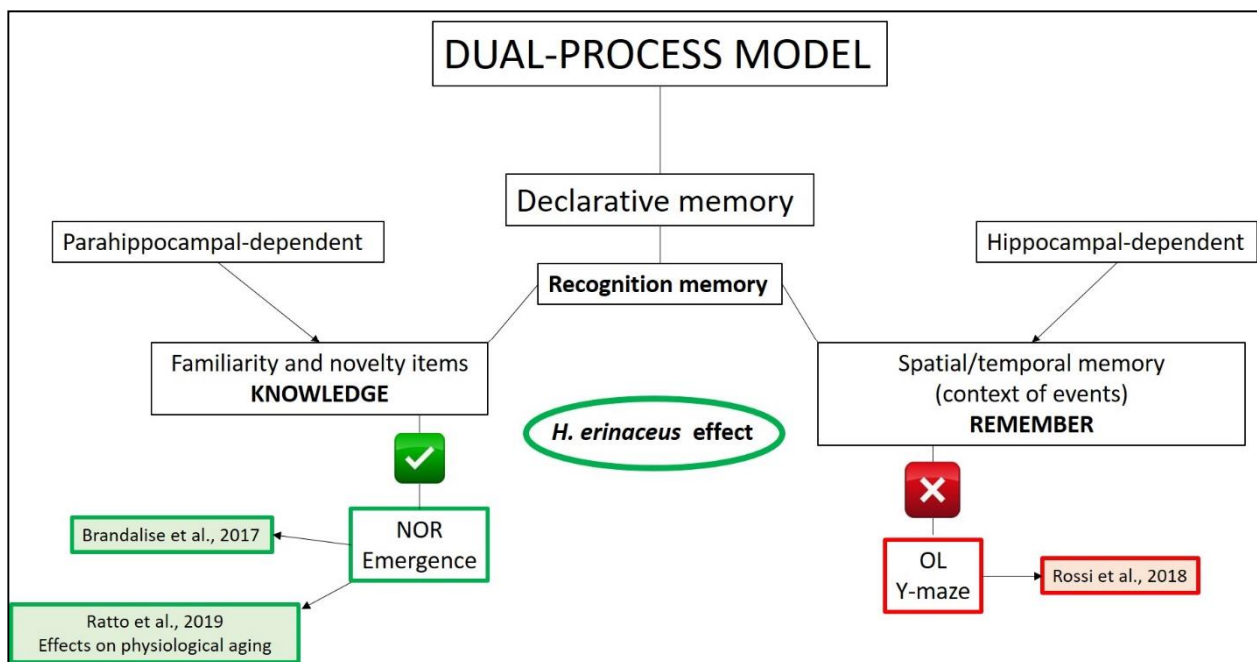 DUAL-PROCESS MODEL
Declarative memory
Parahippocampal-dependent
Hippocampal-dependent
Recognition memory
Familiarity and novelty items
KNOWLEDGE
Spatial/temporal memory
(context of events)
REMEMBER
H. erinaceus effect
NOR
Emergence
Brandalise et al., 2017
Ratto et al., 2019
Effects on physiological aging
OL
Y-maze
Rossi et al., 2018